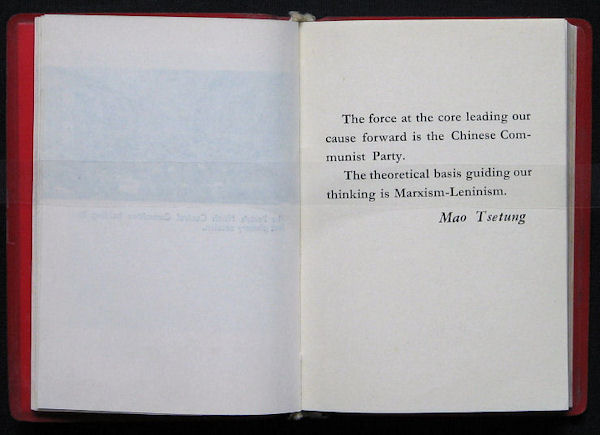 The force at the core leading our
cause forward is the Chinese Com-
munist Party.
The theoretical basis guiding our
thinking is Marxism-Leninism.
Mao Tsetung